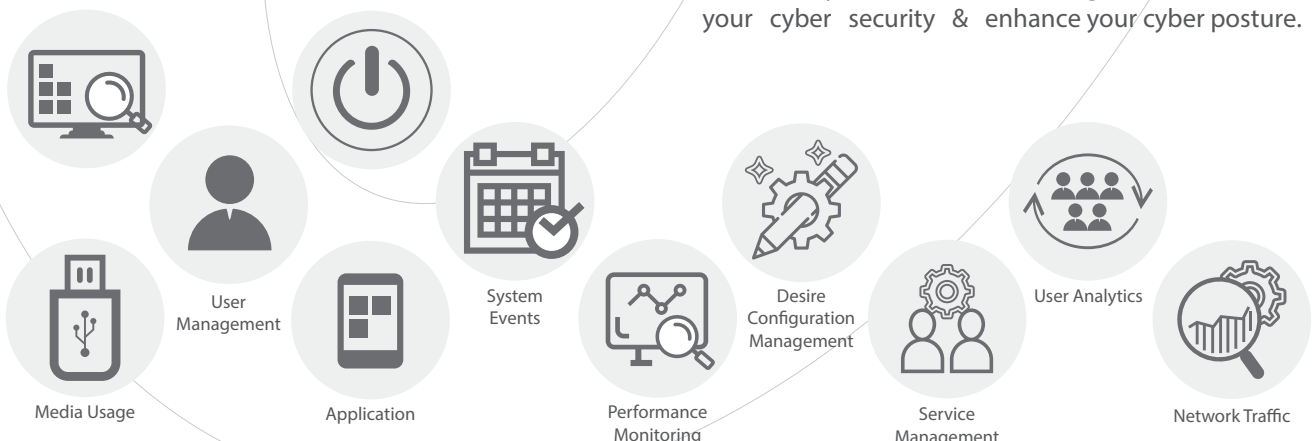 your cyber security & enhance your cyber posture.
User
Management
System
Events
Desire
Configuration
Management
User Analytics
Media Usage
Application
Performance
Monitoring
Service
Management
Network Traffic